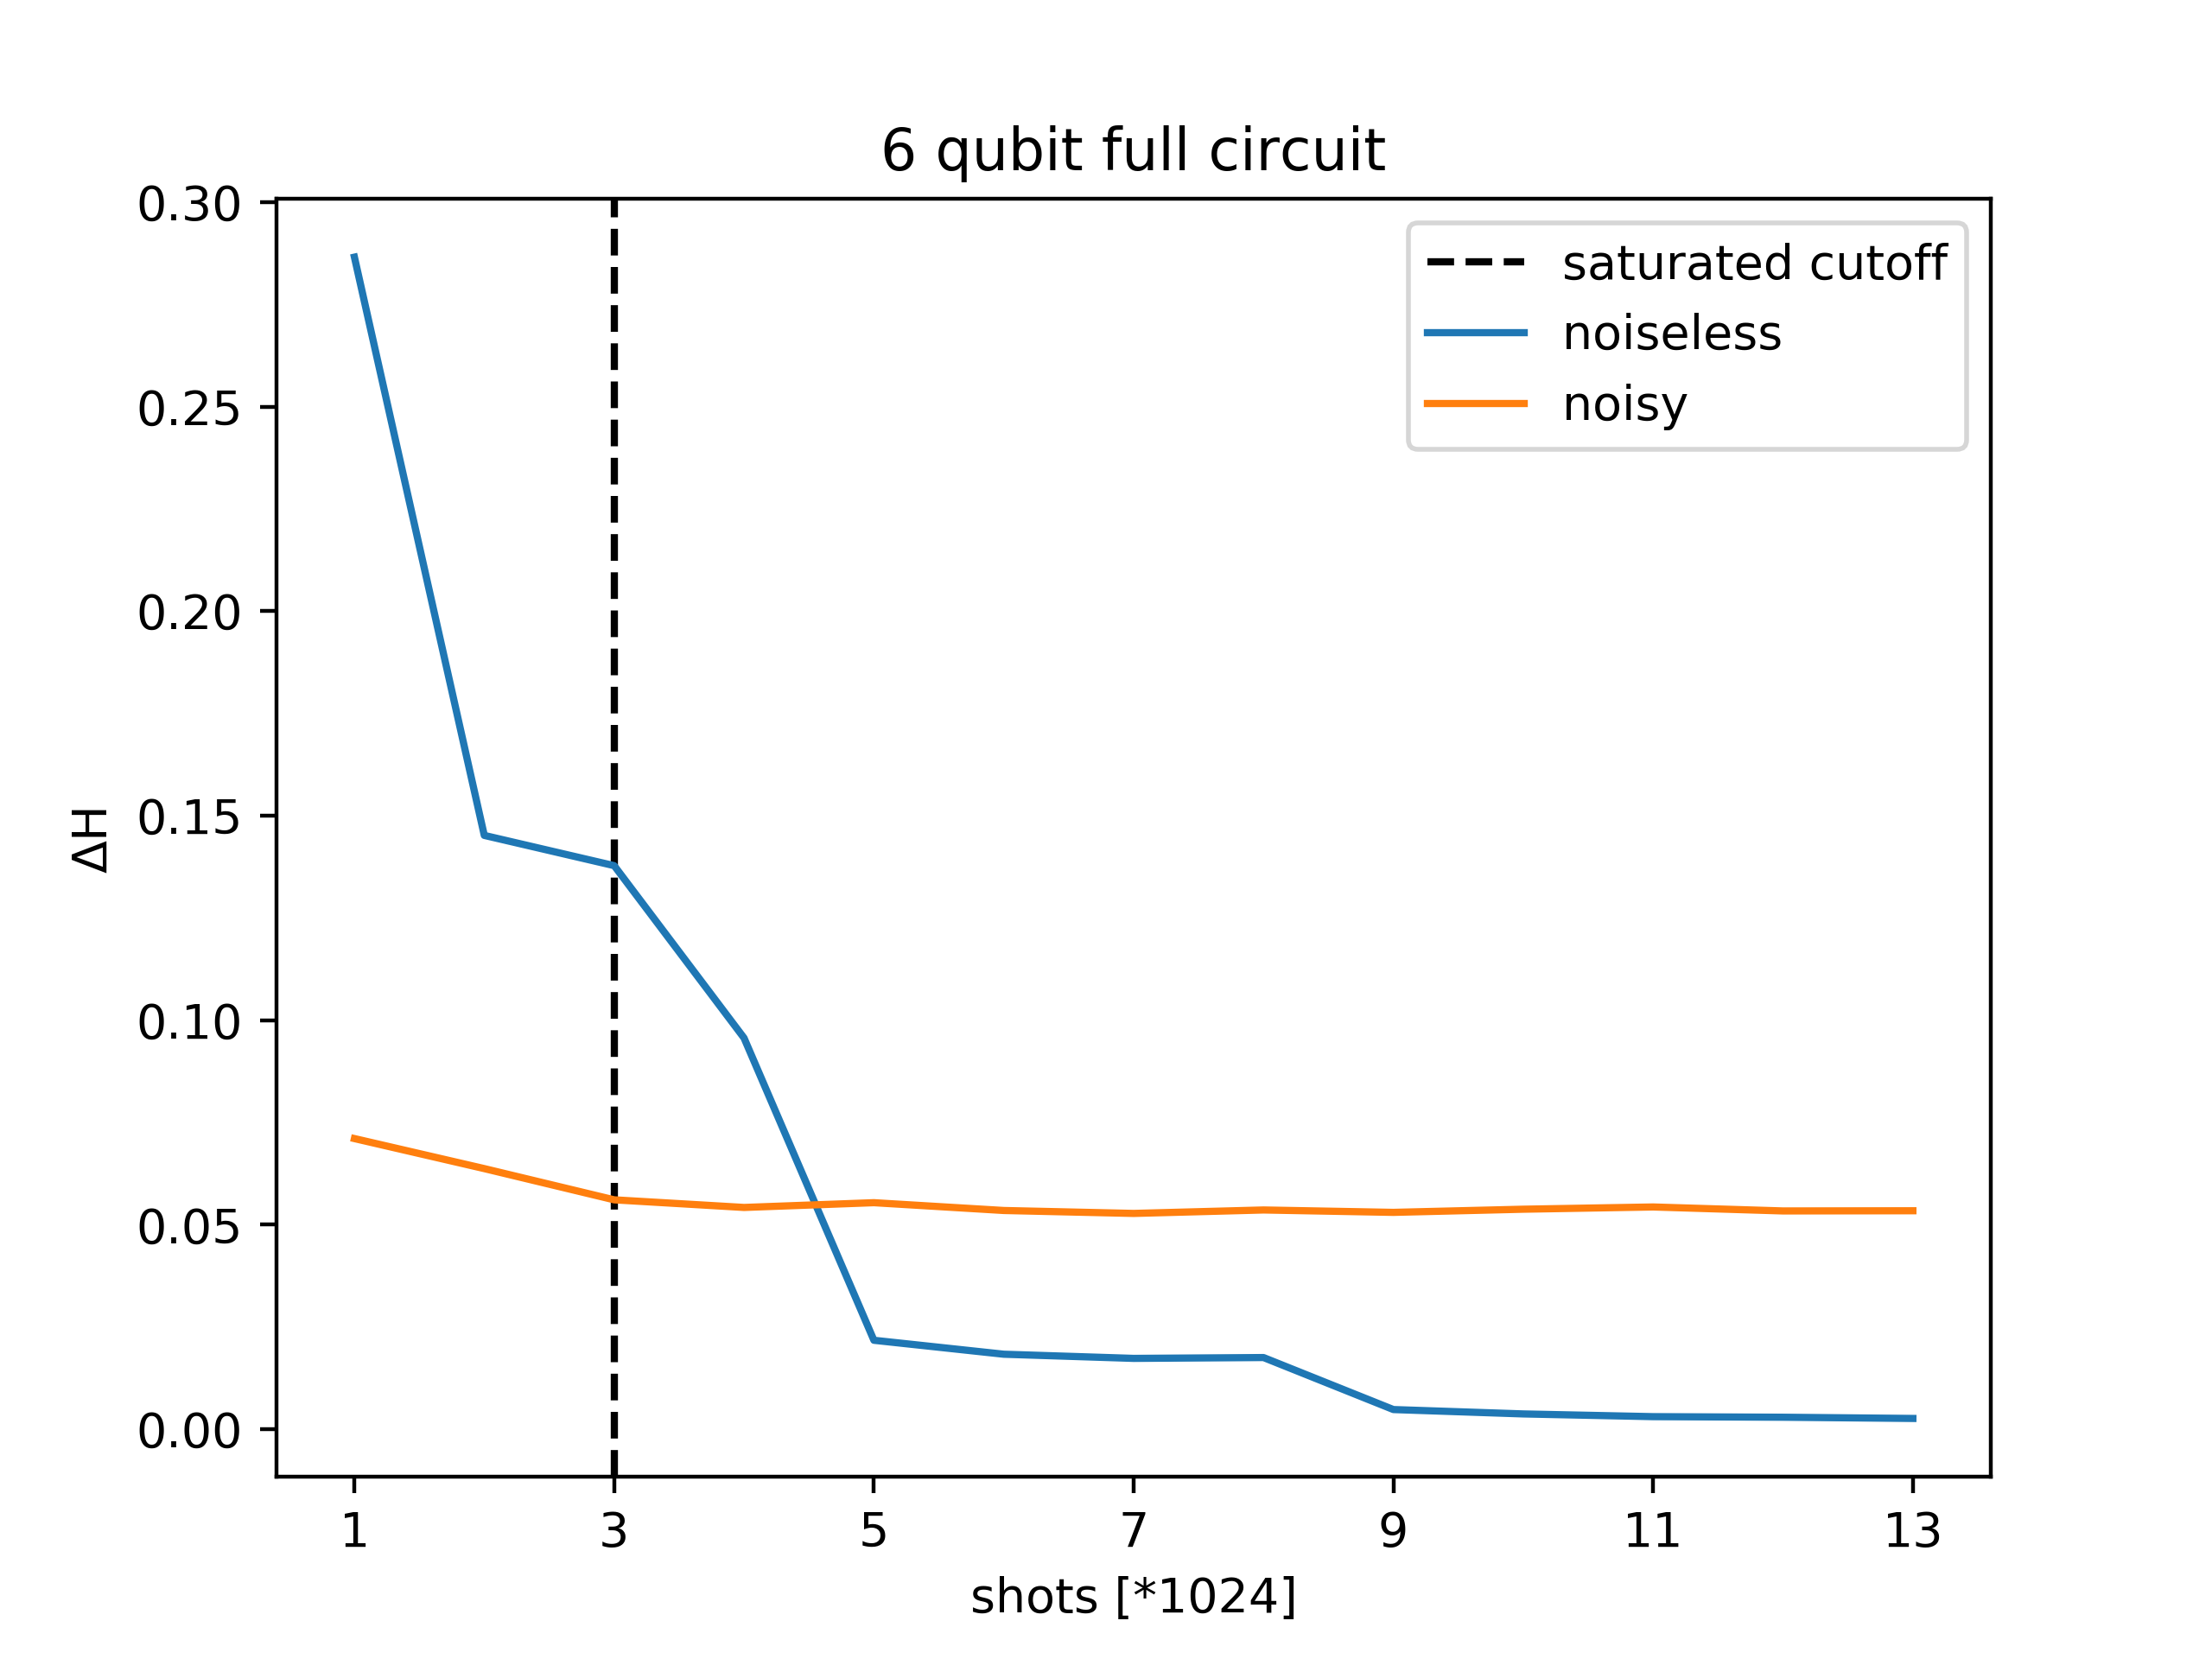 6 qubit full circuit
0.30
0.25
0.20
0.15
0.10
0.05
0.00
ΔH
saturated cutoff
noiseless
noisy
1 3 5 7 9 11 13
shots [*1024]